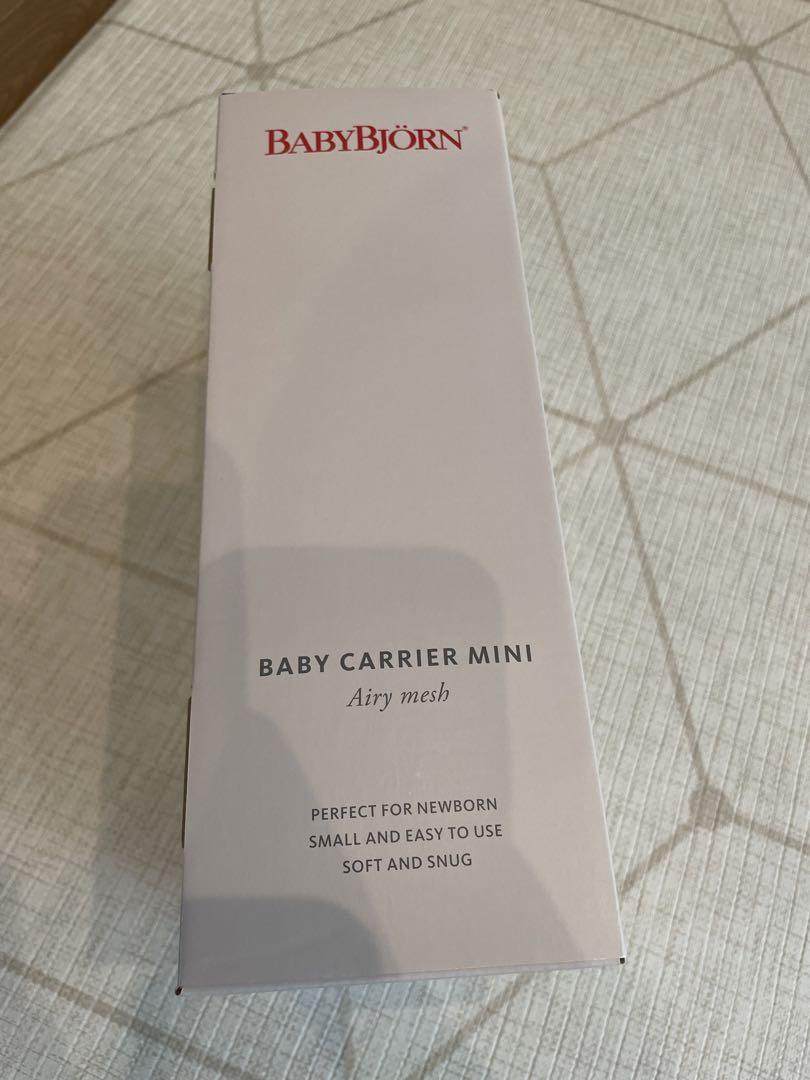 BABYBJÖRN®
BABY CARRIER MINI
Airy mesh
PERFECT FOR NEWBORN
SMALL AND EASY TO USE
SOFT AND SNUG